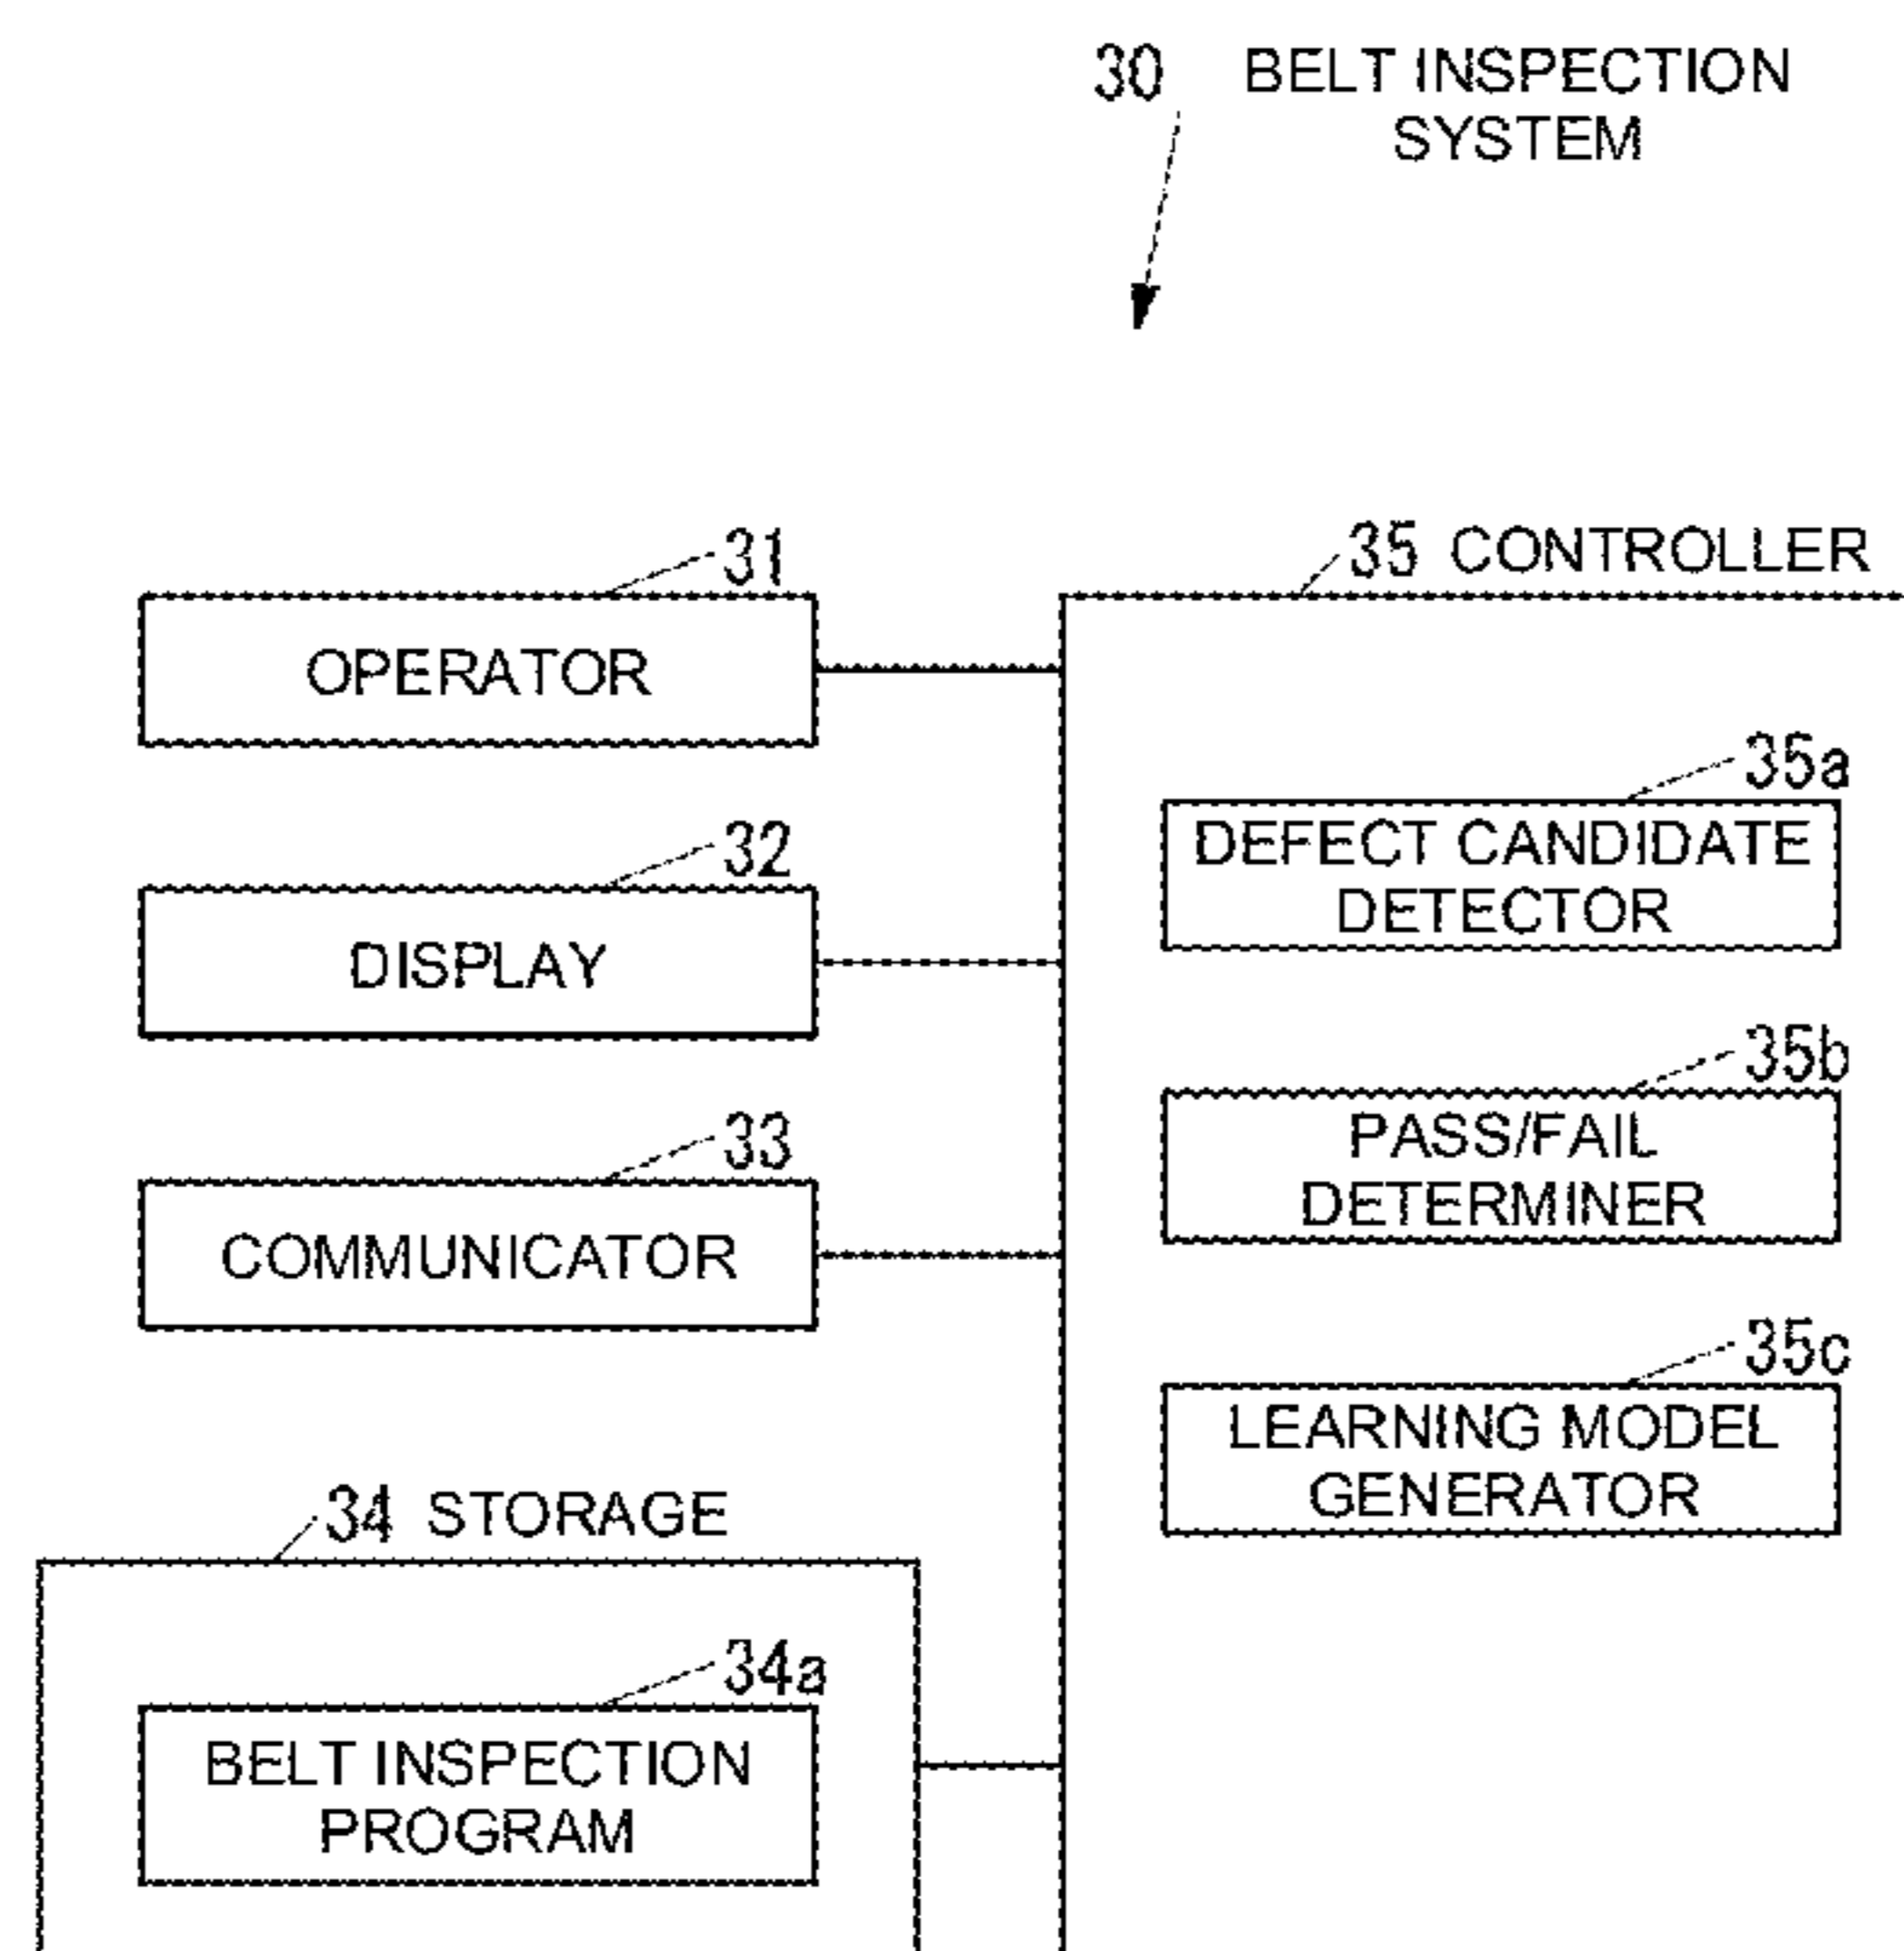 30 BELT INSPECTION
SYSTEM
31
OPERATOR
32
DISPLAY
33
COMMUNICATOR
34 STORAGE
34a
BELT INSPECTION
PROGRAM
35 CONTROLLER
35a
DEFECT CANDIDATE
DETECTOR
35b
PASS/FAIL
DETERMINER
35c
LEARNING MODEL
GENERATOR